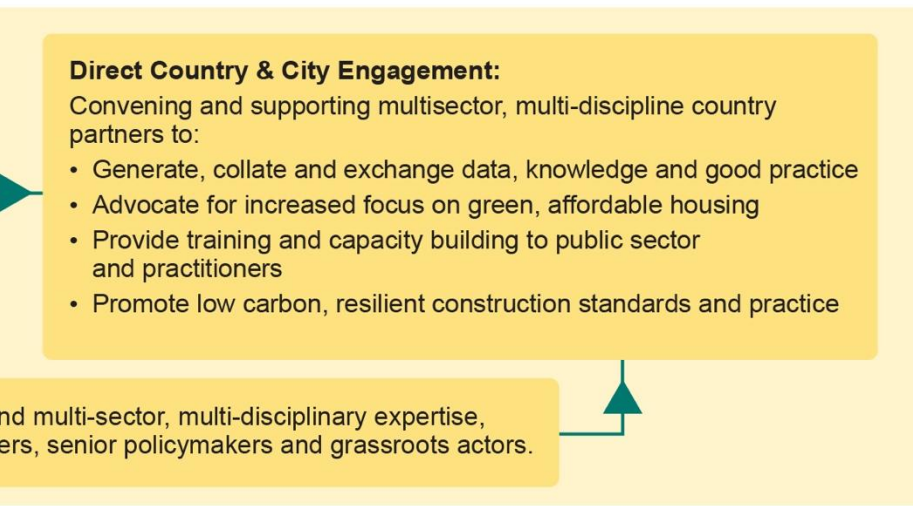 Direct Country & City Engagement:
Convening and supporting multisector, multi-discipline country
partners to:
• Generate, collate and exchange data, knowledge and good practice
• Advocate for increased focus on green, affordable housing
• Provide training and capacity building to public sector
and practitioners
• Promote low carbon, resilient construction standards and practice
multi-sector, multi-disciplinary expertise,
senior policymakers and grassroots actors.